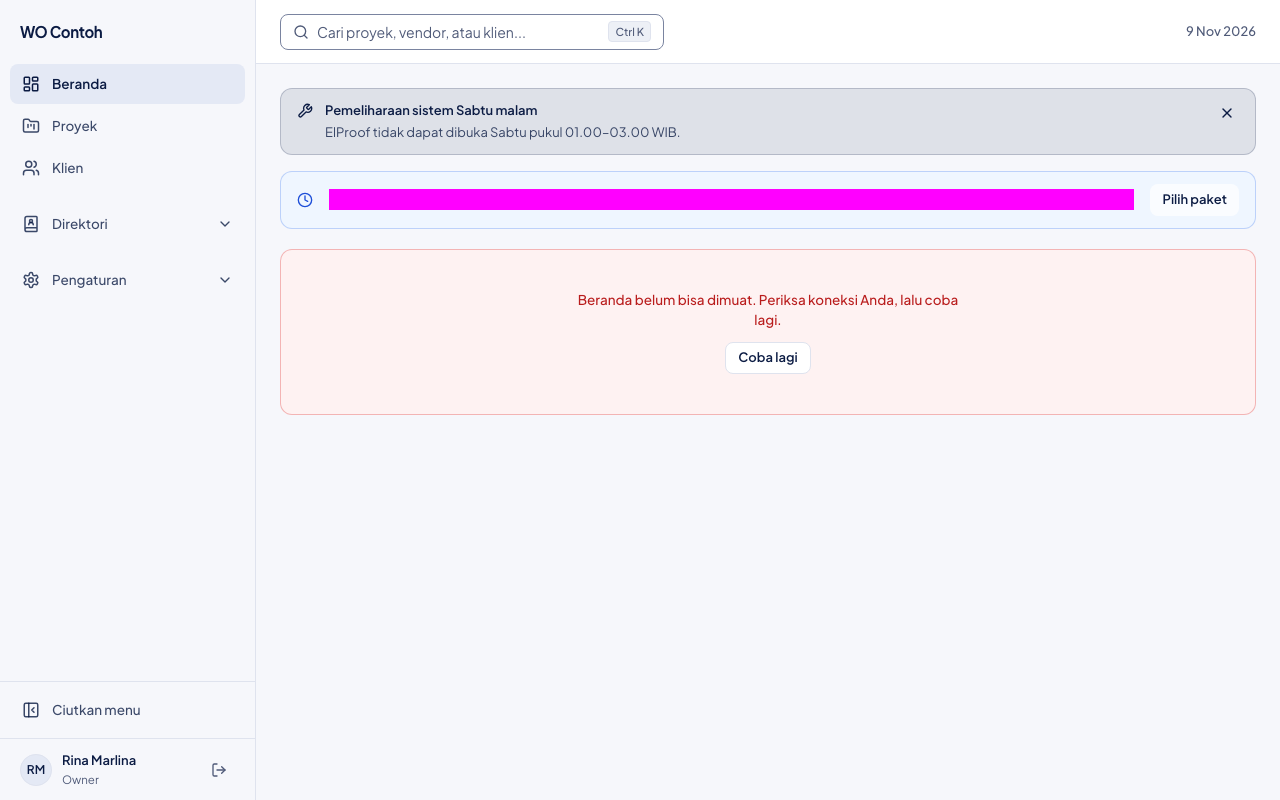 WO Contoh
Cari proyek, vendor, atau klien...
Ctrl K
9 Nov 2026
Beranda
Proyek
Klien
Direktori
Pengaturan
Pemeliharaan sistem Sabtu malam
ElProof tidak dapat dibuka Sabtu pukul 01.00–03.00 WIB.
Pilih paket
Beranda belum bisa dimuat. Periksa koneksi Anda, lalu coba
lagi.
Coba lagi
Ciutkan menu
RM
Rina Marlina
Owner